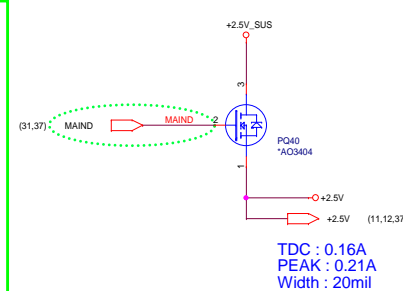 +2.5V_SUS
3
(31,37) MAIND MAIND 2
PQ40
*AO3404
1
+2.5V
+2.5V (11,12,37
TDC : 0.16A
PEAK : 0.21A
Width : 20mil